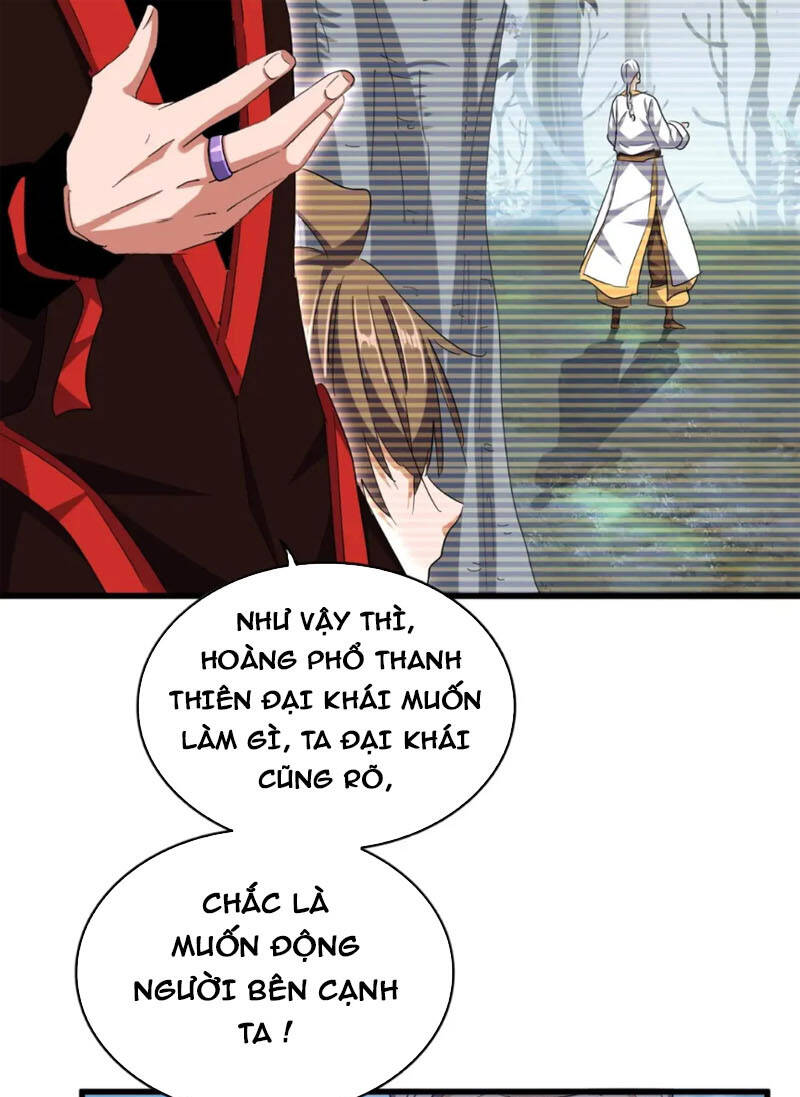 NHƯ VẬY THÌ,
HOÀNG PHỔ THANH
THIÊN ĐẠI KHÁI MUỐN
LÀM GÌ, TA ĐẠI KHÁI
CŨNG RÕ,
CHẮC LÀ
MUỐN ĐỘNG
NGƯỜI BÊN CẠNH
TA !